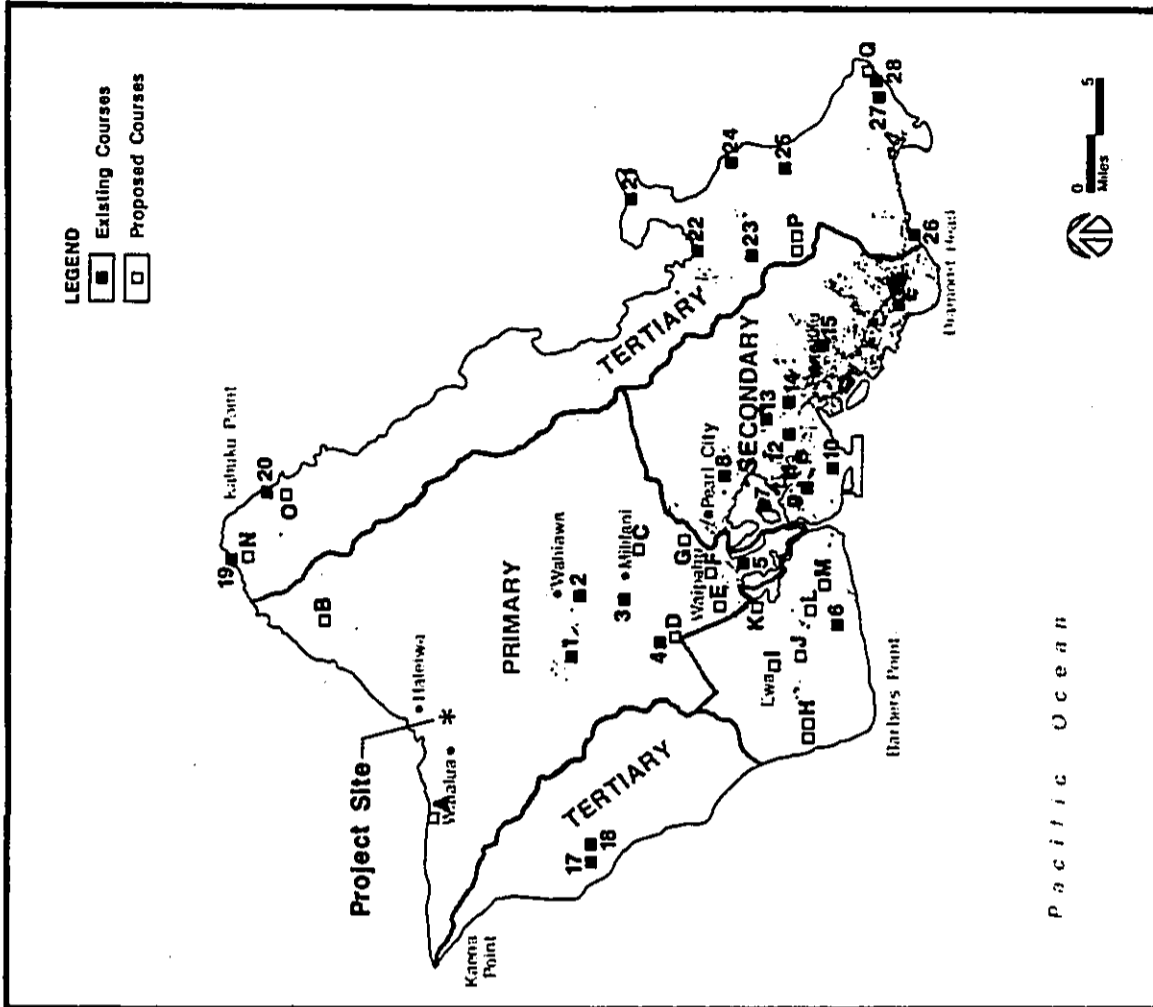 LEGEND
Existing Courses
Proposed Courses
Kahuku Point
19
N
20
O
B
Project Site
*
Haleiwa
Waialua
A
Kaena
Point
PRIMARY
Wahiawa
1
2
3
Mililani
C
4
D
TERTIARY
17
18
TERTIARY
21
22
24
23
25
P
Q
27
28
26
SECONDARY
Pearl City
8
G
Waipahu
F
E
5
7
K
12
13
14
15
9
10
Ewa
I
J
L
M
6
H
Barbers Point
Diamond Head
Pacific Ocean
0
5
Miles